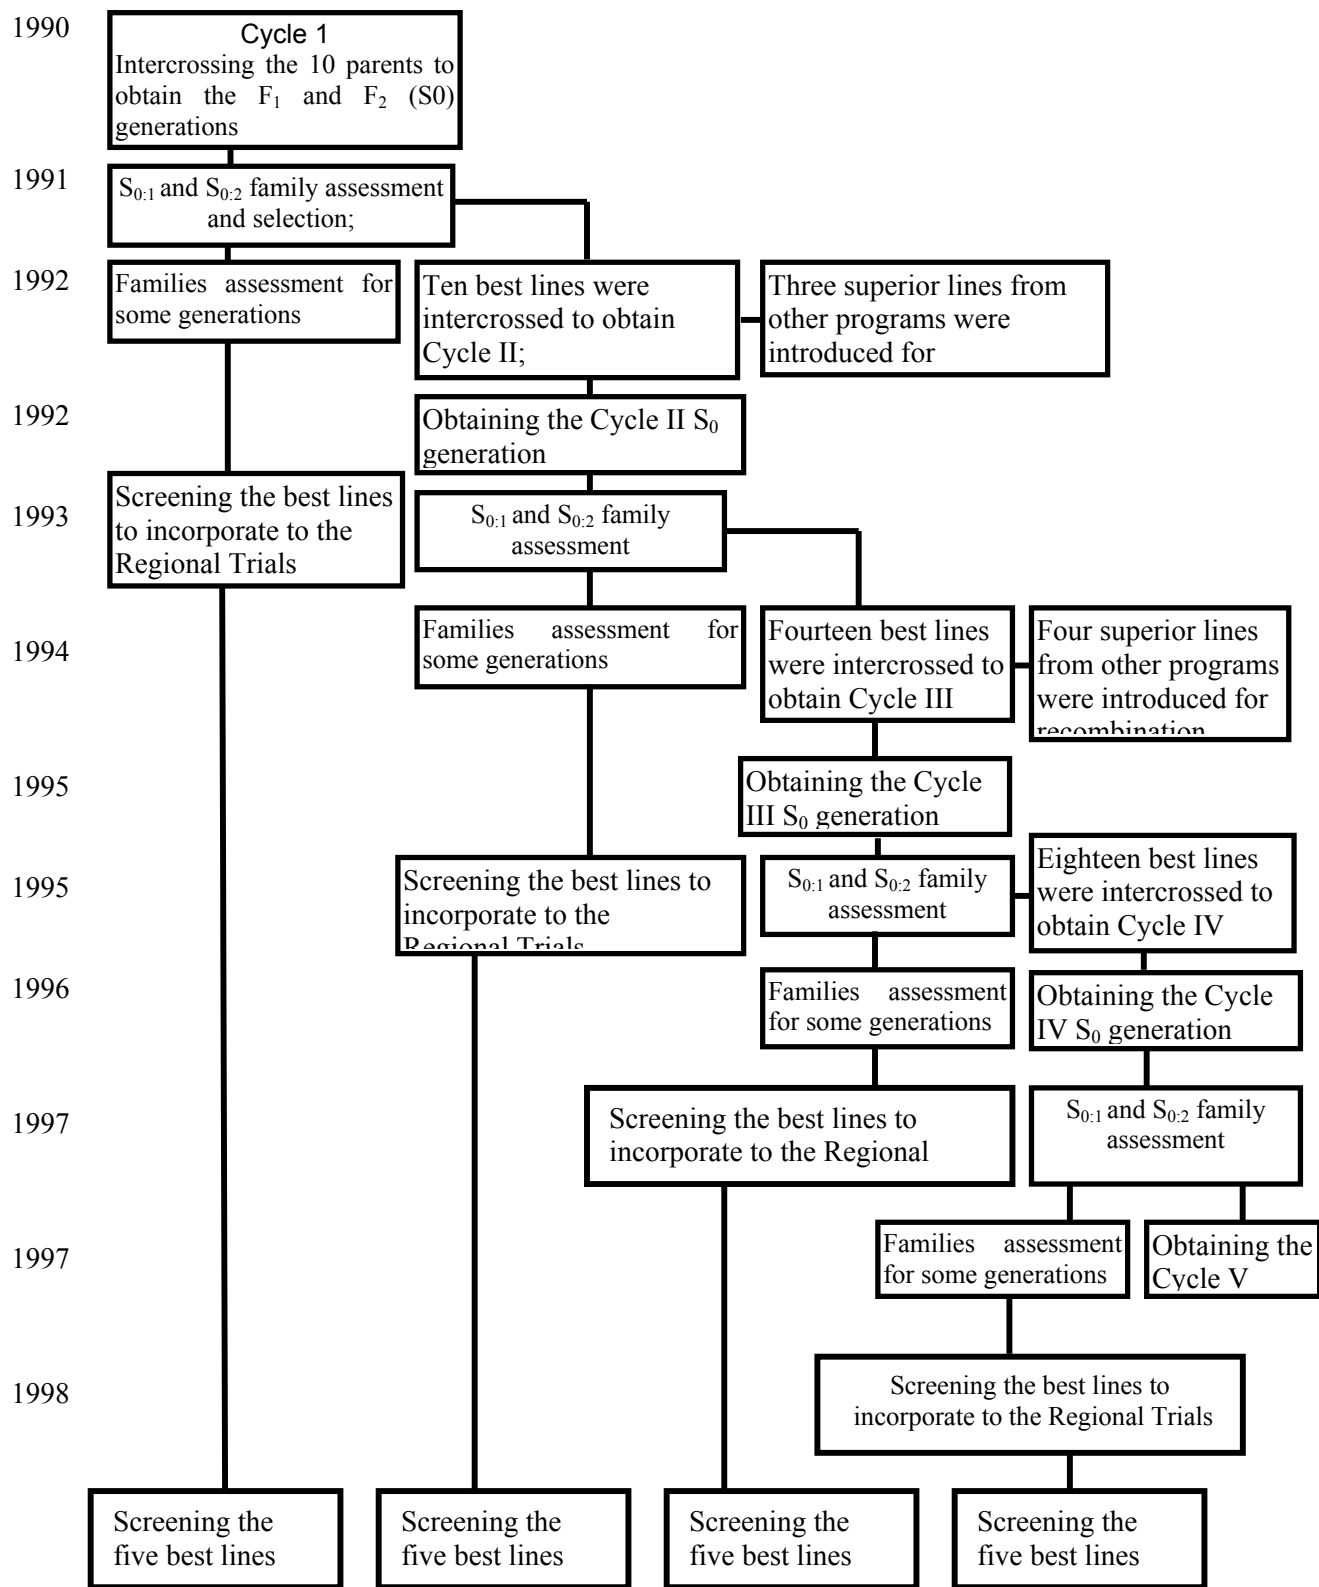 1990
Cycle 1
Intercrossing the 10 parents to
obtain the F1 and F2 (S0)
generations
1991
S0:1 and S0:2 family assessment
and selection;
1992
Families assessment for
some generations
Ten best lines were
intercrossed to obtain
Cycle II;
Three superior lines from
other programs were
introduced for
1992
Obtaining the Cycle II S0
generation
1993
Screening the best lines
to incorporate to the
Regional Trials
S0:1 and S0:2 family
assessment
1994
Families assessment for
some generations
Fourteen best lines
were intercrossed to
obtain Cycle III
Four superior lines
from other programs
were introduced for
recombination
1995
Obtaining the Cycle
III S0 generation
1995
Screening the best lines to
incorporate to the
Regional Trials
S0:1 and S0:2 family
assessment
Eighteen best lines
were intercrossed to
obtain Cycle IV
1996
Families assessment
for some generations
Obtaining the Cycle
IV S0 generation
1997
Screening the best lines to
incorporate to the Regional
S0:1 and S0:2 family
assessment
1997
Families assessment
for some generations
Obtaining the
Cycle V
1998
Screening the best lines to
incorporate to the Regional Trials
Screening the
five best lines
Screening the
five best lines
Screening the
five best lines
Screening the
five best lines